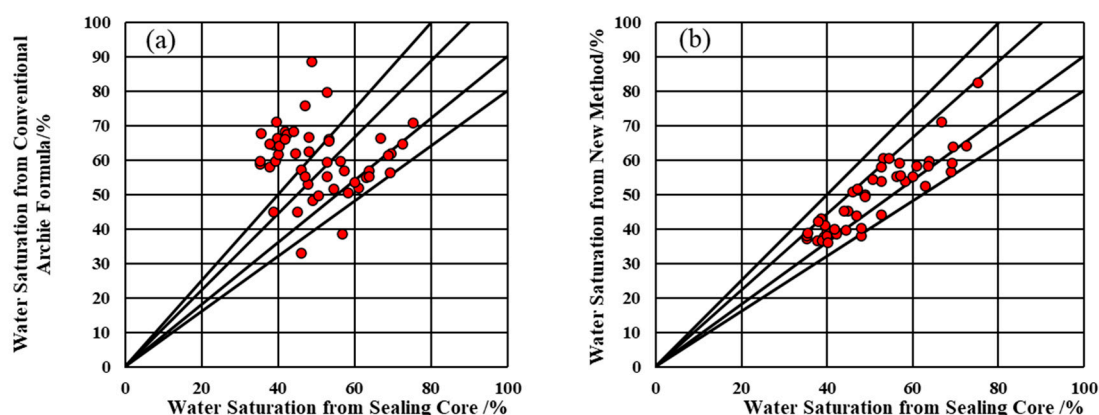 Water Saturation from Conventional
Archie Formula/%
100
90
80
70
60
50
40
30
20
10
0
(a)
0 20 40 60 80 100
Water Saturation from Sealing Core /%
Water Saturation from New Method/%
100
90
80
70
60
50
40
30
20
10
0
(b)
0 20 40 60 80 100
Water Saturation from Sealing Core /%